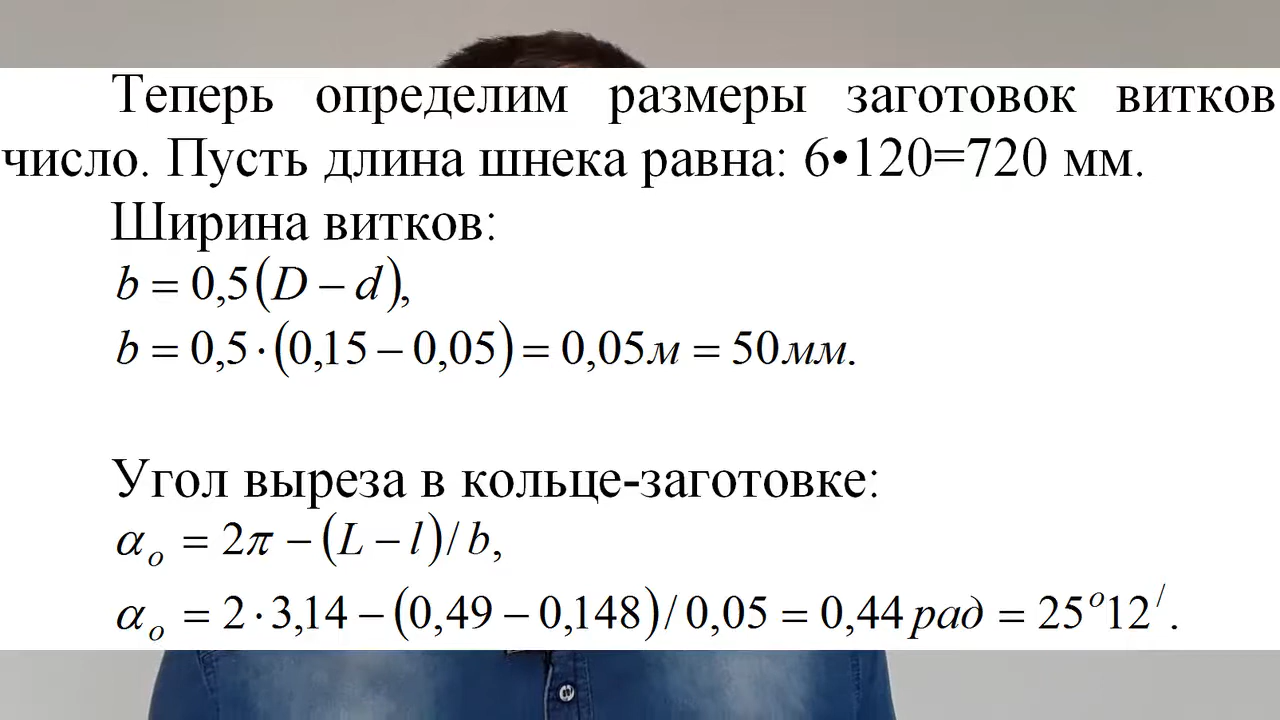 Теперь определим размеры заготовок витков
число. Пусть длина шнека равна: 6•120=720 мм.
Ширина витков:
b = 0,5(D − d),
b = 0,5·(0,15 − 0,05) = 0,05м = 50мм.
Угол выреза в кольце-заготовке:
αo = 2π − (L − l)/ b,
αo = 2·3,14 − (0,49 − 0,148)/ 0,05 = 0,44рад = 25°12/.